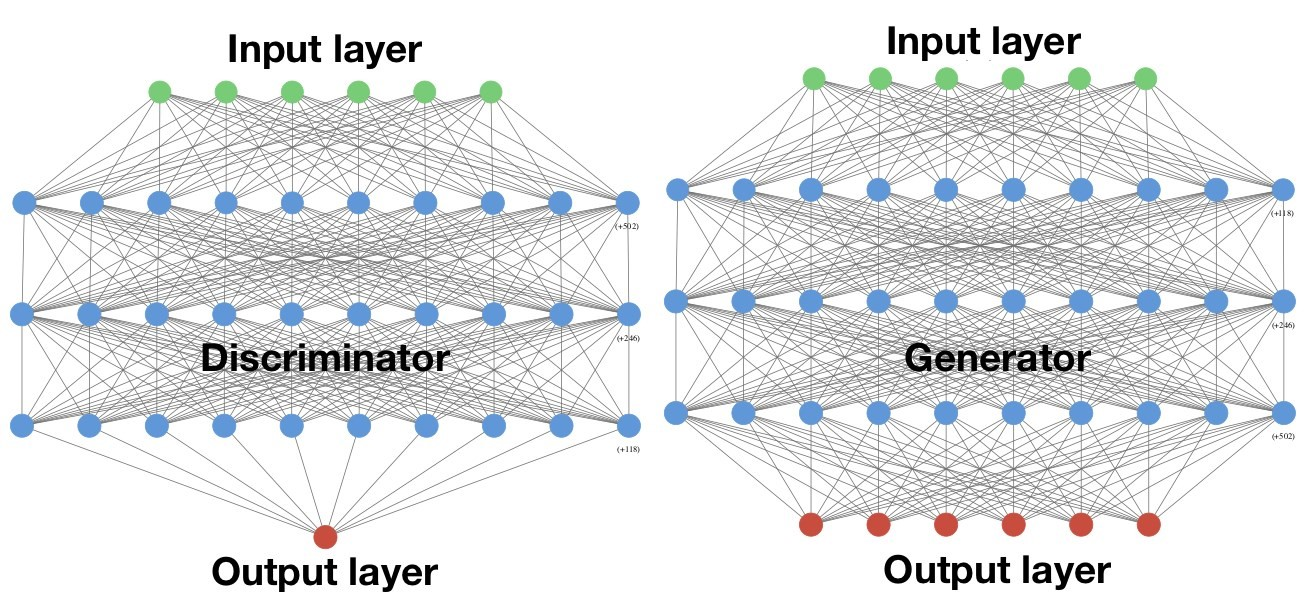 Input layer
(+502)
(+246)
Discriminator
(+118)
Output layer
Input layer
(+118)
(+246)
Generator
(+502)
Output layer